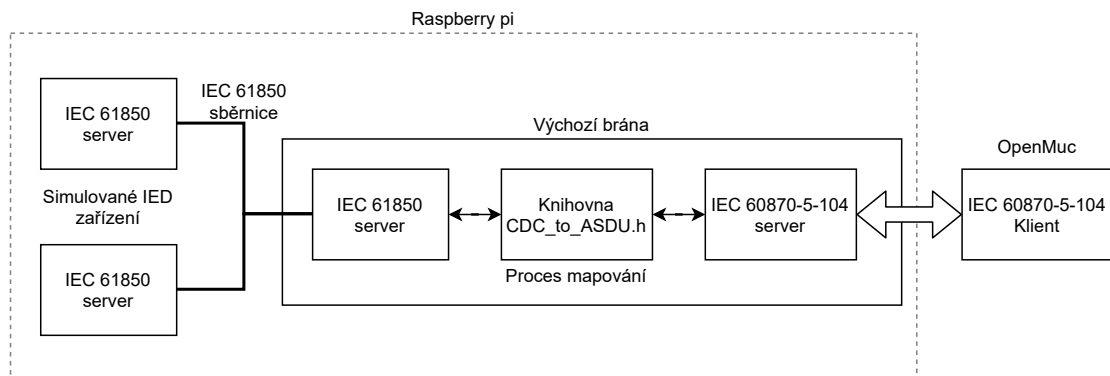 Raspberry pi
IEC 61850
server
IEC 61850
sběrnice
Simulované IED
zařízení
IEC 61850
server
Výchozí brána
IEC 61850
server
Knihovna
CDC_to_ASDU.h
Proces mapování
IEC 60870-5-104
server
OpenMuc
IEC 60870-5-104
Klient